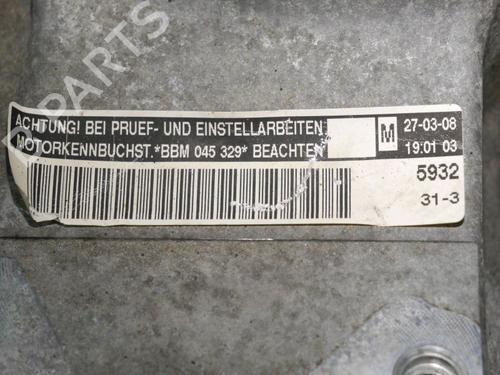 ACHTUNG! BEI PRUEF- UND EINSTELLARBEITEN
MOTORKENNBUCHST.*BBM 045 329* BEACHTEN
M
27-03-08
19:01 03
5932
31-3
B PARTS